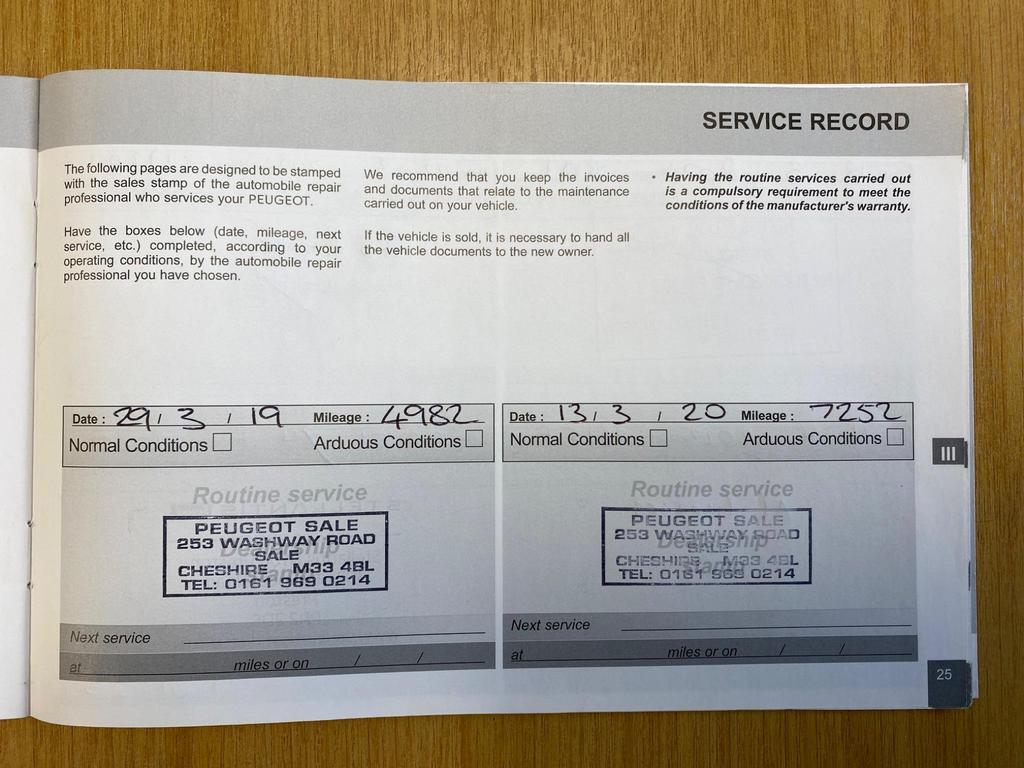 SERVICE RECORD
The following pages are designed to be stamped
with the sales stamp of the automobile repair
professional who services your PEUGEOT.
Have the boxes below (date, mileage, next
service, etc.) completed, according to your
operating conditions, by the automobile repair
professional you have chosen.
We recommend that you keep the invoices
and documents that relate to the maintenance
carried out on your vehicle.
If the vehicle is sold, it is necessary to hand all
the vehicle documents to the new owner.
• Having the routine services carried out
is a compulsory requirement to meet the
conditions of the manufacturer's warranty.
Date : 29 / 3 / 19 Mileage : 4982
Normal Conditions Arduous Conditions
Routine service
Dealership
stamp
PEUGEOT SALE
253 WASHWAY ROAD
SALE
CHESHIRE M33 4BL
TEL: 0161 969 0214
Next service
at miles or on / /
Date : 13 / 3 / 20 Mileage : 7252
Normal Conditions Arduous Conditions
Routine service
Dealership
stamp
PEUGEOT SALE
253 WASHWAY ROAD
SALE
CHESHIRE M33 4BL
TEL: 0161 969 0214
Next service
at miles or on / /
III
25